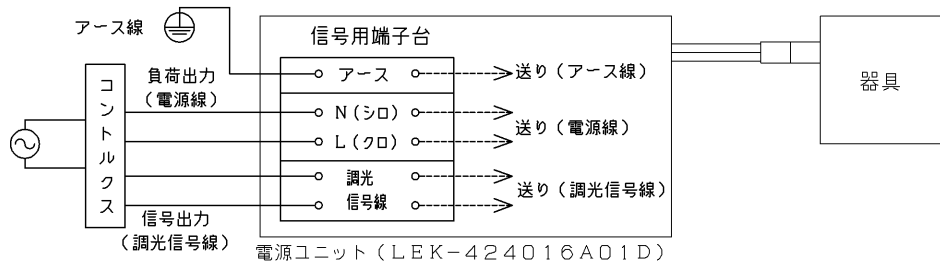 アース線
信号用端子台
アース
送り（アース線）
負荷出力
（電源線）
N（シロ）
L（クロ）
送り（電源線）
コントルクス
調光
信号線
送り（調光信号線）
信号出力
（調光信号線）
電源ユニット（LEK-424016A01D）
器具